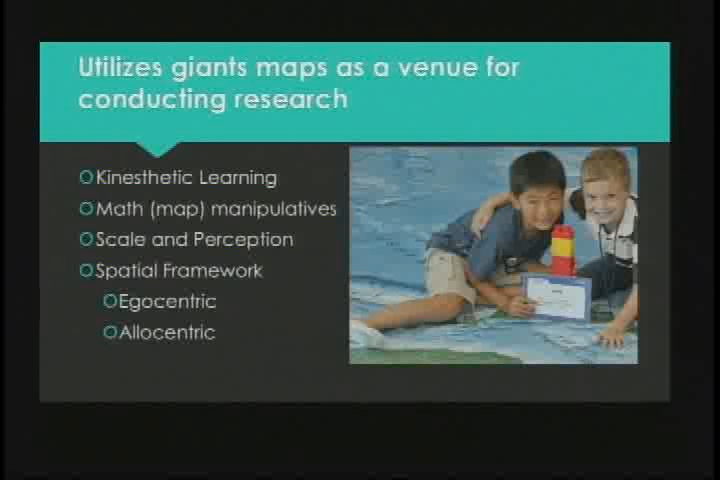 Utilizes giants maps as a venue for
conducting research
Kinesthetic Learning
Math (map) manipulatives
Scale and Perception
Spatial Framework
Egocentric
Allocentric